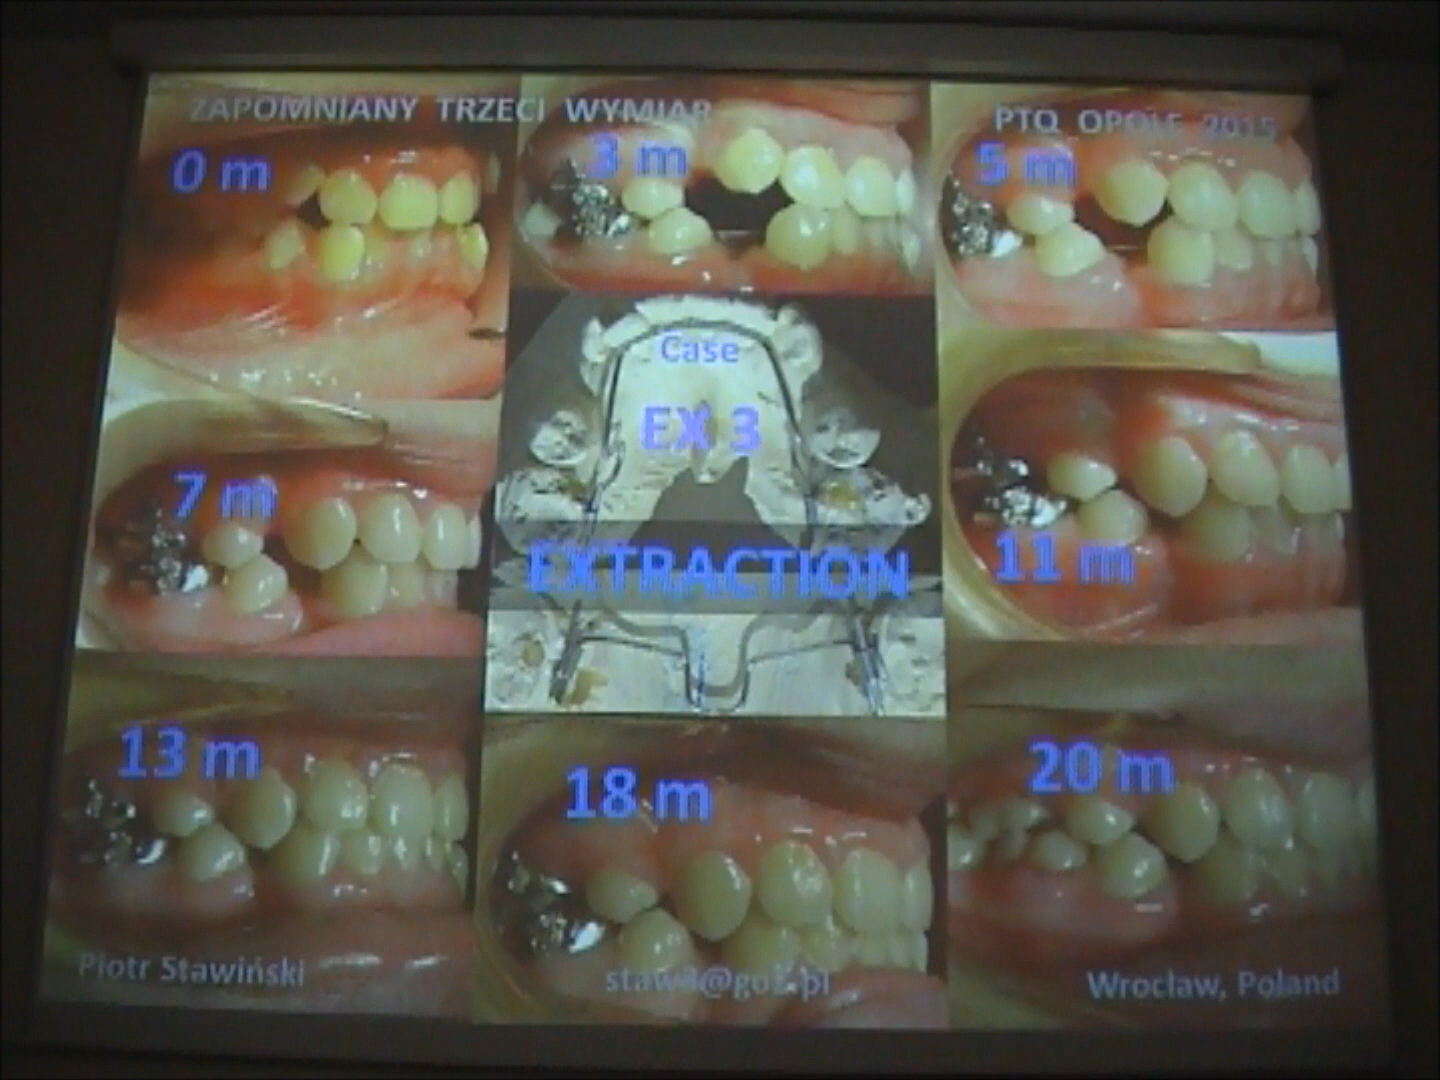 ZAPOMNIANY TRZECI WYMIAR
PTO OPOLE 2015
0 m
3 m
5 m
Case
EX 3
EXTRACTION
7 m
11 m
13 m
18 m
20 m
Piotr Stawiński
Wrocław, Poland